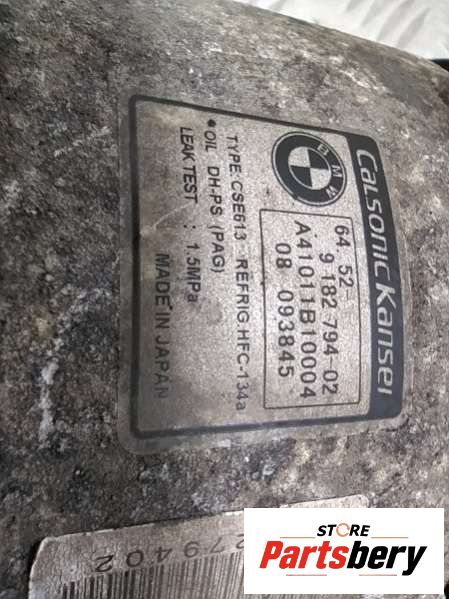 Calsonic Kansei
BMW
64 52-
9 182 794-02
A41011B10004
08 093845
TYPE:CSE613 REFRIG.HFC-134a
•OIL DH-PS (PAG)
LEAK TEST : 1.5MPa
MADE IN JAPAN
279402
STORE
Partsbery